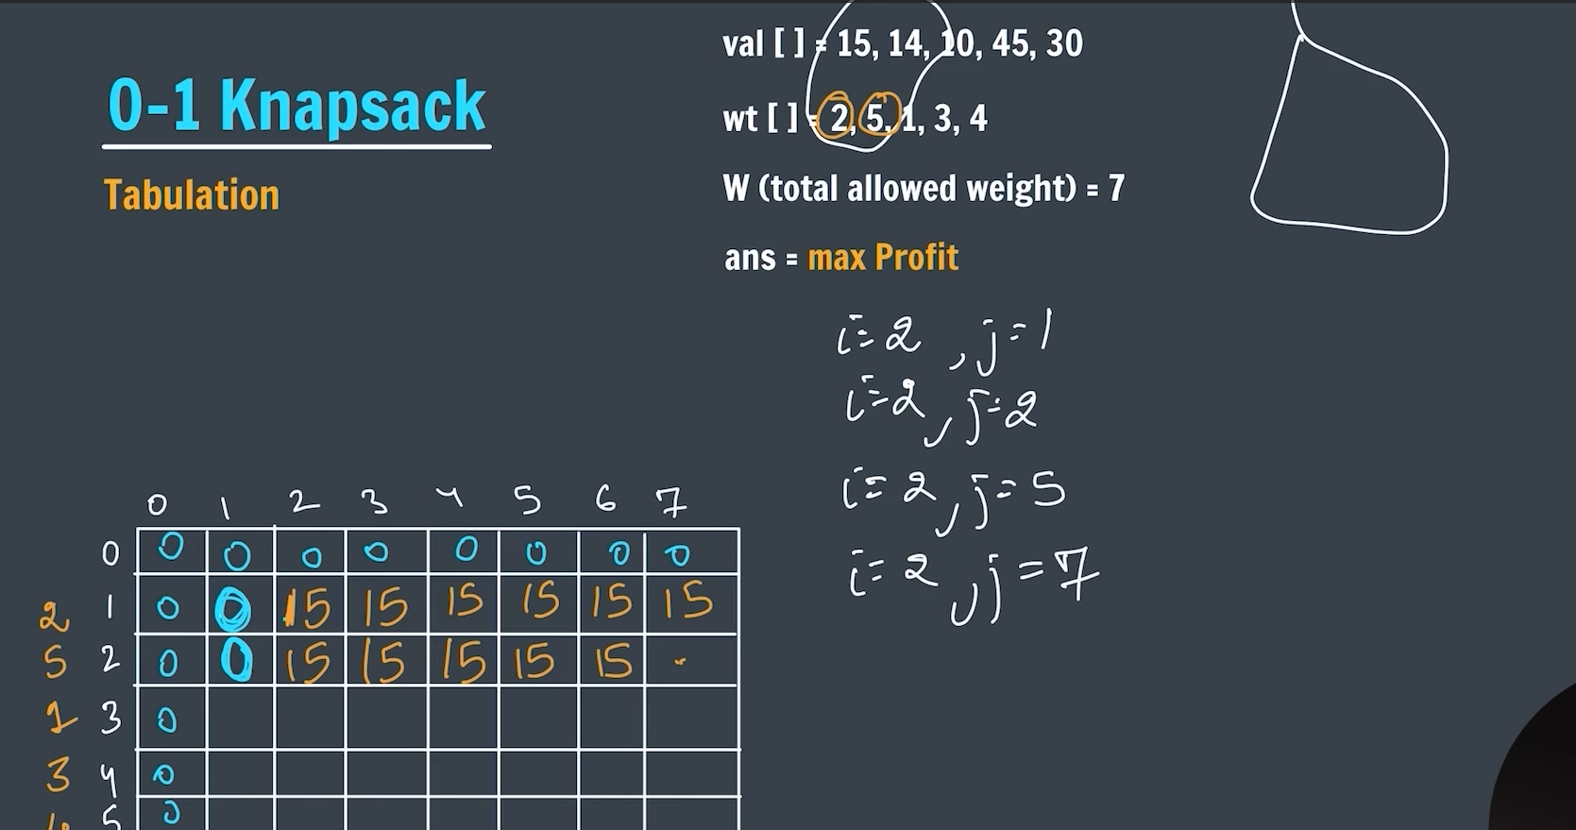 val [ ] = 15, 14, 10, 45, 30
0-1 Knapsack
wt [ ] = 2, 5, 1, 3, 4
W (total allowed weight) = 7
Tabulation
ans = max Profit
i=2 , j=1
i=2 , j=2
i=2 , j=5
i=2 , j=7
0 1 2 3 4 5 6 7
0 0 0 0 0 0 0 0 0
2 1 0 0 15 15 15 15 15 15
5 2 0 0 15 15 15 15 15
1 3 0
3 4 0
5 0